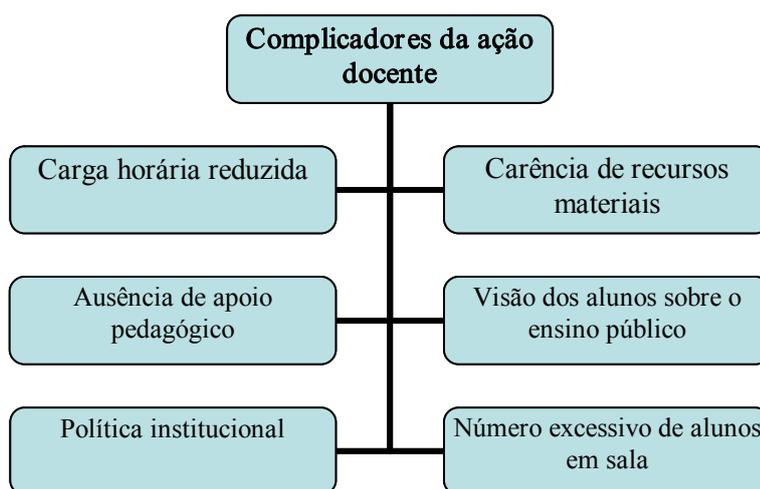 Complicadores da ação
docente
Carga horária reduzida
Carência de recursos
materiais
Ausência de apoio
pedagógico
Visão dos alunos sobre o
ensino público
Política institucional
Número excessivo de alunos
em sala